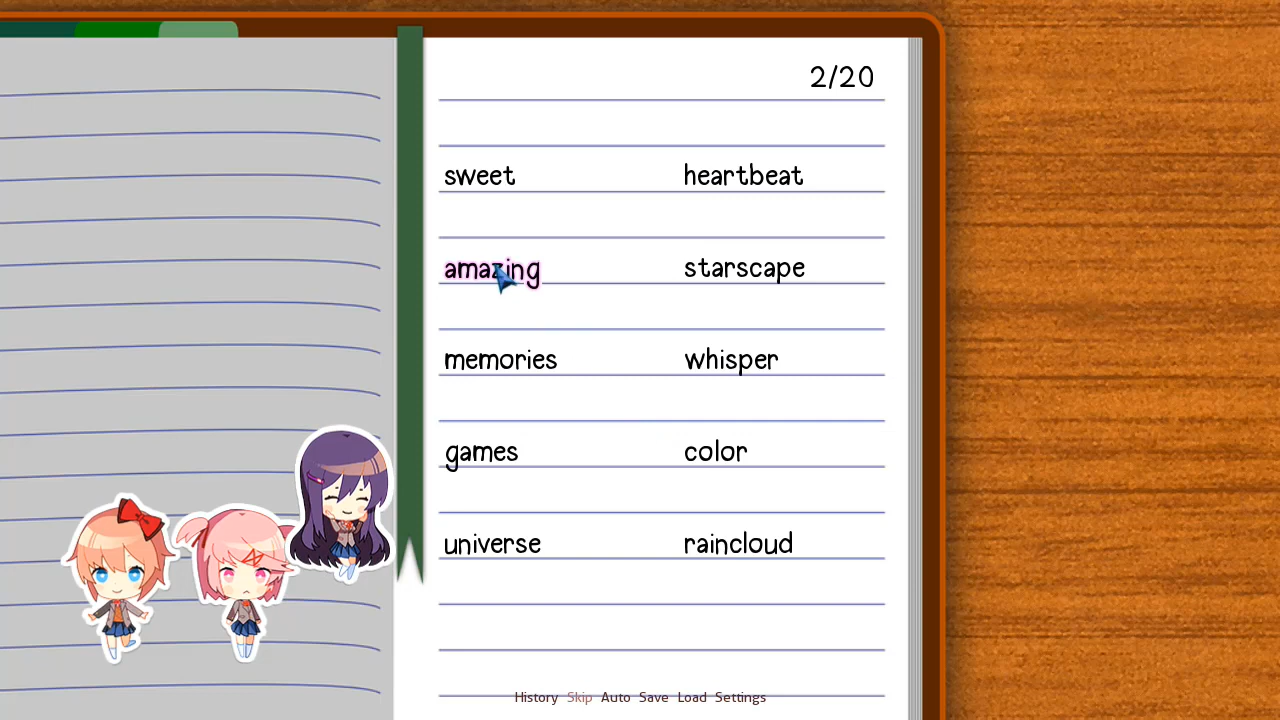 2/20
sweet heartbeat
amazing starscape
memories whisper
games color
universe raincloud
History Skip Auto Save Load Settings